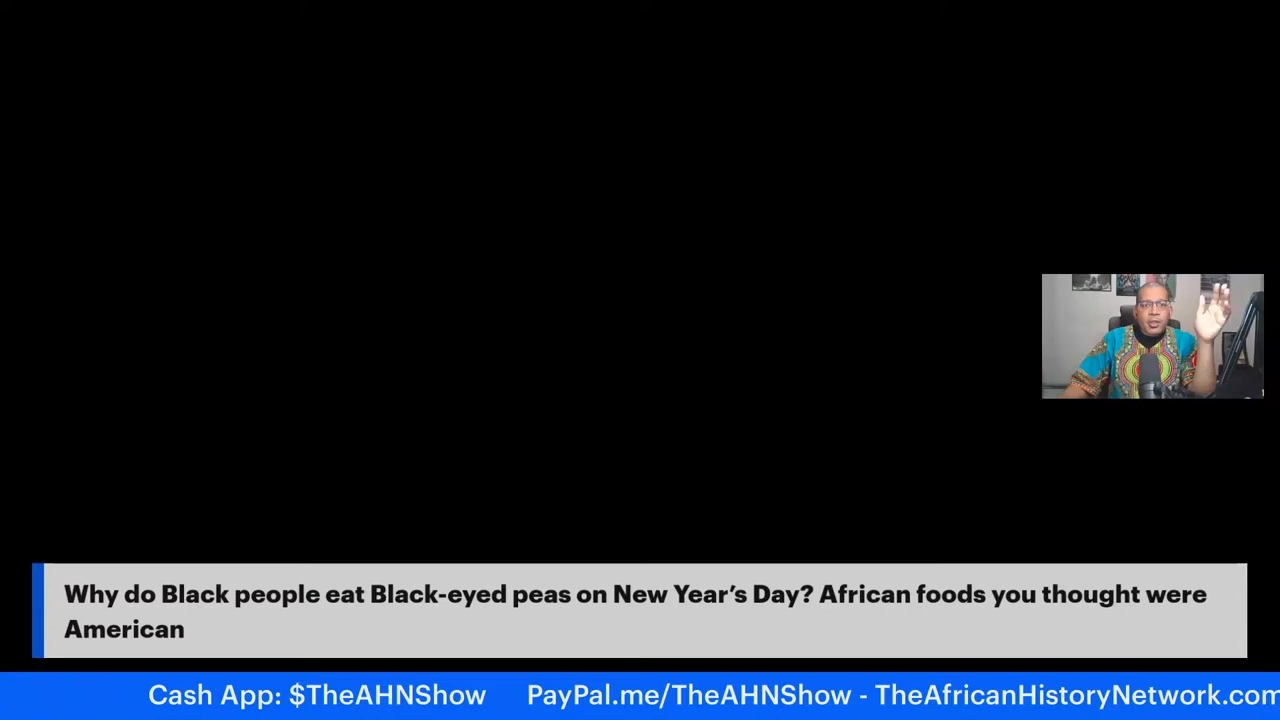 Why do Black people eat Black-eyed peas on New Year’s Day? African foods you thought were
American
Cash App: $TheAHNShow PayPal.me/TheAHNShow - TheAfricanHistoryNetwork.com